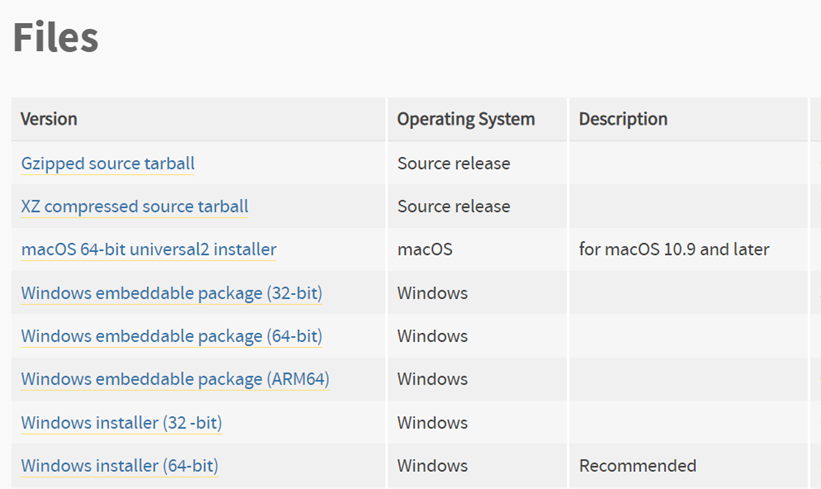 Files
Version Operating System Description
Gzipped source tarball Source release
XZ compressed source tarball Source release
macOS 64-bit universal2 installer macOS for macOS 10.9 and later
Windows embeddable package (32-bit) Windows
Windows embeddable package (64-bit) Windows
Windows embeddable package (ARM64) Windows
Windows installer (32 -bit) Windows
Windows installer (64-bit) Windows Recommended